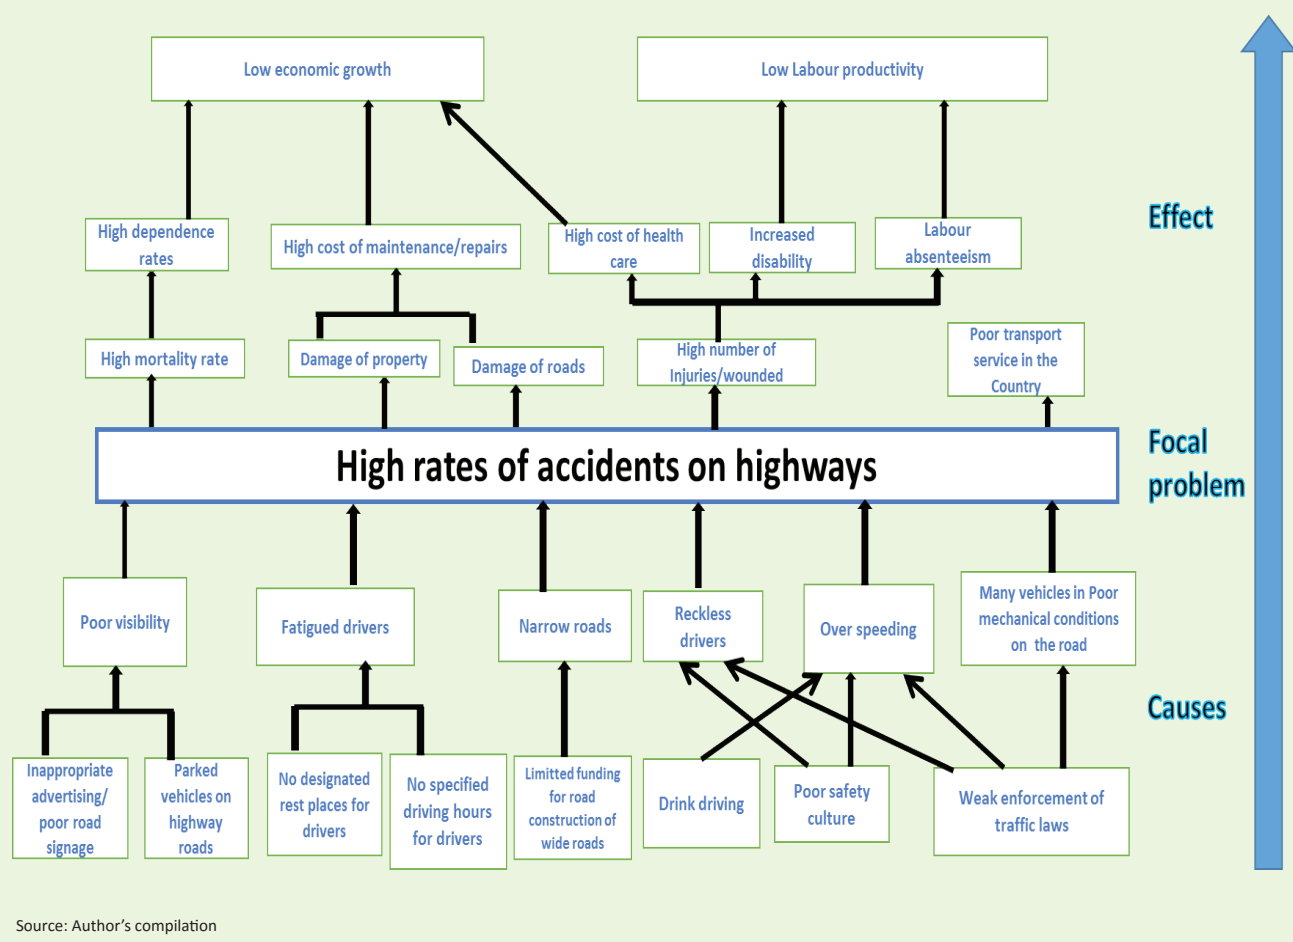 Low economic growth
Low Labour productivity
Effect
High dependence
rates
High cost of maintenance/repairs
High cost of health
care
Increased
disability
Labour
absenteeism
High mortality rate
Damage of property
Damage of roads
High number of
Injuries/wounded
Poor transport
service in the
Country
High rates of accidents on highways
Focal
problem
Poor visibility
Fatigued drivers
Narrow roads
Reckless
drivers
Over speeding
Many vehicles in Poor
mechanical conditions
on the road
Causes
Inappropriate
advertising/
poor road
signage
Parked
vehicles on
highway
roads
No designated
rest places for
drivers
No specified
driving hours
for drivers
Limitted funding
for road
construction of
wide roads
Drink driving
Poor safety
culture
Weak enforcement of
traffic laws
Source: Author's compilation